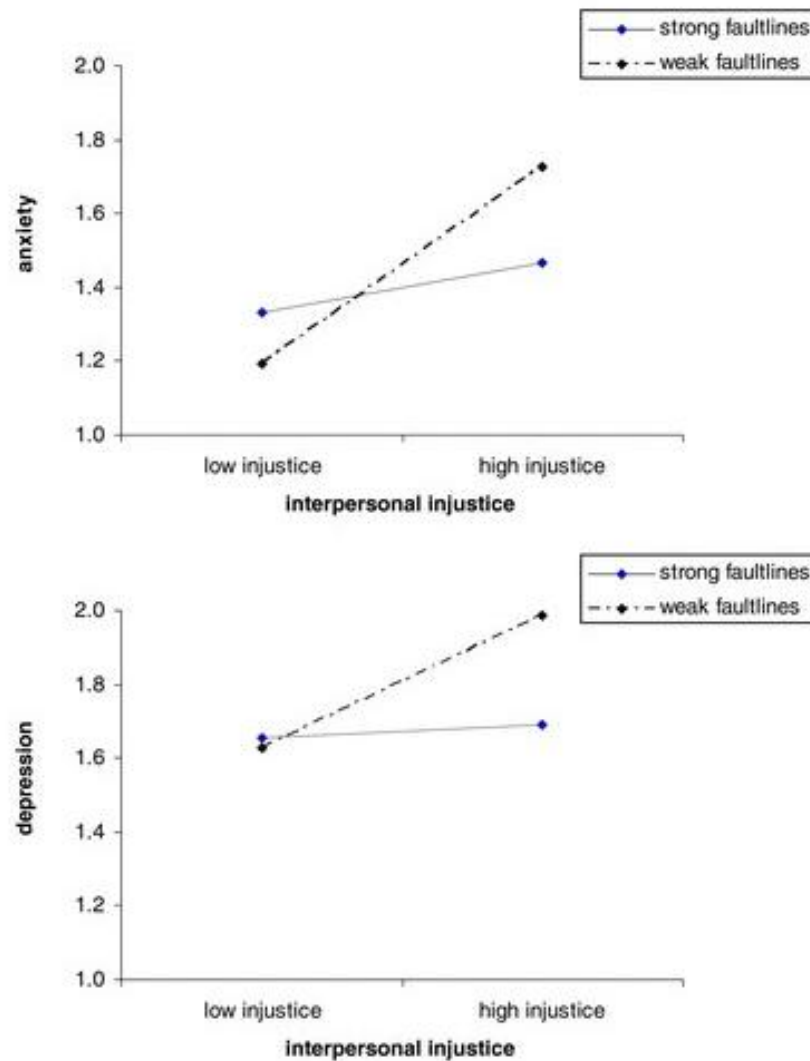 strong faultlines
weak faultlines
2.0
1.8
1.6
1.4
1.2
1.0
anxiety
low injustice high injustice
interpersonal injustice
strong faultlines
weak faultlines
2.0
1.8
1.6
1.4
1.2
1.0
depression
low injustice high injustice
interpersonal injustice